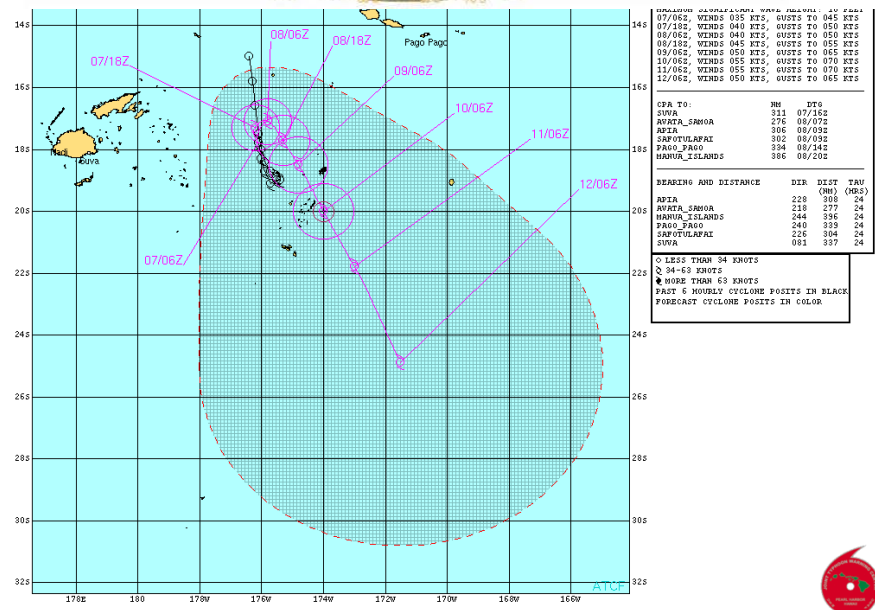 MAXIMUM SIGNIFICANT WAVE HEIGHT: 16 FEET
07/06Z, WINDS 035 KTS, GUSTS TO 045 KTS
07/18Z, WINDS 040 KTS, GUSTS TO 050 KTS
08/06Z, WINDS 040 KTS, GUSTS TO 050 KTS
08/18Z, WINDS 045 KTS, GUSTS TO 055 KTS
09/06Z, WINDS 050 KTS, GUSTS TO 065 KTS
10/06Z, WINDS 055 KTS, GUSTS TO 070 KTS
11/06Z, WINDS 055 KTS, GUSTS TO 070 KTS
12/06Z, WINDS 050 KTS, GUSTS TO 065 KTS
CPA TO: NM DTG
SUVA 311 07/16Z
AVATA_SAMOA 276 08/07Z
APIA 306 08/09Z
SAFOTULAFAI 302 08/09Z
PAGO_PAGO 334 08/14Z
MANUA_ISLANDS 386 08/20Z
BEARING AND DISTANCE DIR DIST TAU
(NM) (HRS)
APIA 228 308 24
AVATA_SAMOA 218 277 24
MANUA_ISLANDS 244 396 24
PAGO_PAGO 240 339 24
SAFOTULAFAI 226 304 24
SUVA 081 337 24
LESS THAN 34 KNOTS
34-63 KNOTS
MORE THAN 63 KNOTS
PAST 6 HOURLY CYCLONE POSITS IN BLACK
FORECAST CYCLONE POSITS IN COLOR
14S
16S
18S
20S
22S
24S
26S
28S
30S
32S
178E
180
178W
176W
174W
172W
170W
168W
166W
Pago Pago
Nadi
Suva
07/06Z
07/18Z
08/06Z
08/18Z
09/06Z
10/06Z
11/06Z
12/06Z
ATCF